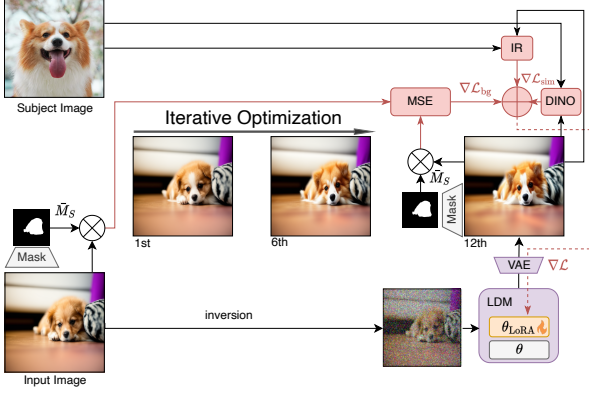 Subject Image
IR
∇ℒ_sim
DINO
MSE
∇ℒ_bg
Iterative Optimization
M̄_S
1st
6th
12th
Mask
M̄_S
Mask
VAE
∇ℒ
LDM
θ_LoRA
θ
inversion
Input Image